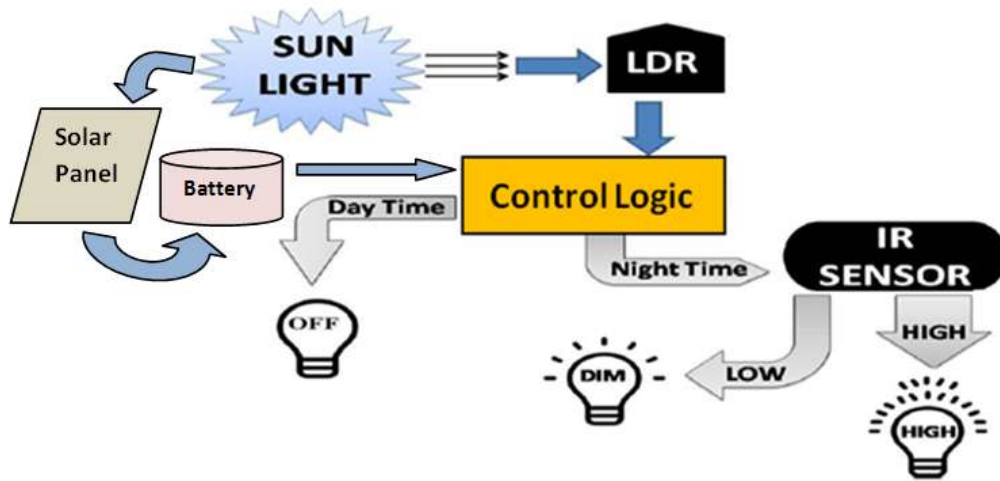 SUN
LIGHT
LDR
Solar
Panel
Battery
Control Logic
Day Time
Night Time
IR
SENSOR
OFF
DIM
LOW
HIGH
HIGH